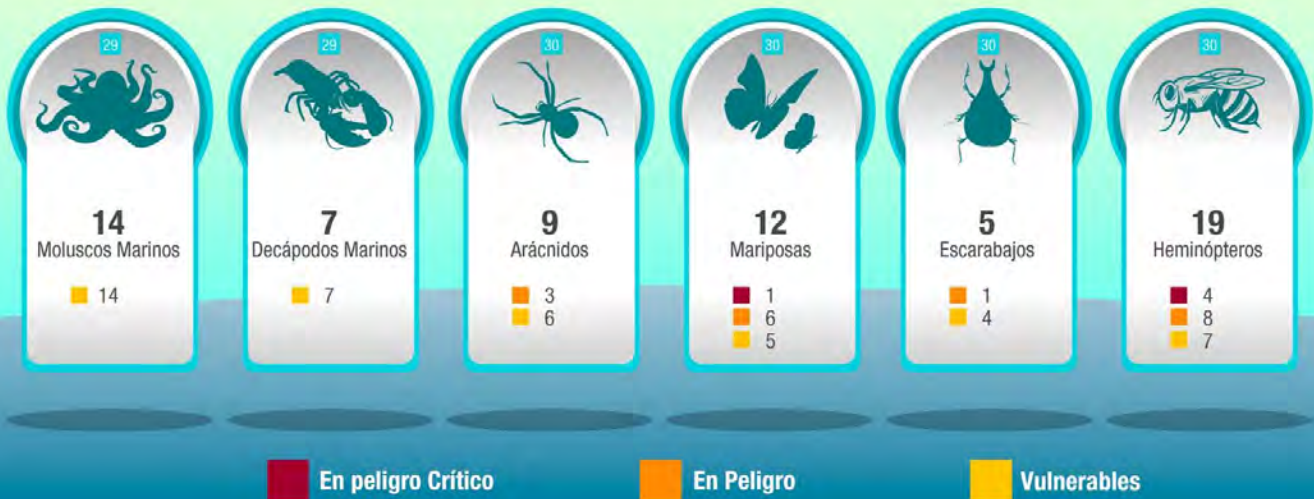 29
29
30
30
30
30
14
Moluscos Marinos
14
7
Decápodos Marinos
7
9
Arácnidos
3
6
12
Mariposas
1
6
5
5
Escarabajos
1
4
19
Heminópteros
4
8
7
En peligro Crítico
En Peligro
Vulnerables